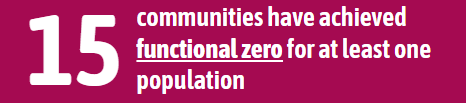 15
communities have achieved
functional zero for at least one
population